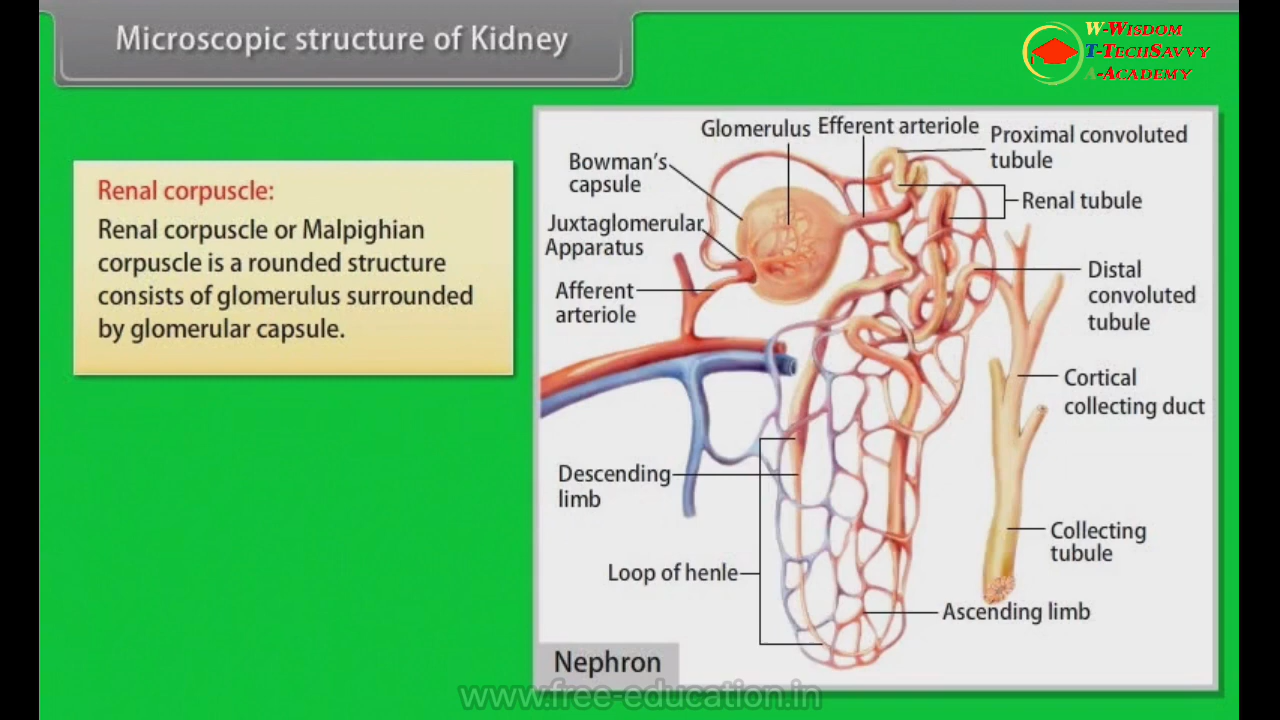 Microscopic structure of Kidney
W-Wisdom
T-TechSavvy
A-Academy
Renal corpuscle:
Renal corpuscle or Malpighian
corpuscle is a rounded structure
consists of glomerulus surrounded
by glomerular capsule.
Glomerulus
Efferent arteriole
Proximal convoluted
tubule
Bowman's
capsule
Renal tubule
Juxtaglomerular
Apparatus
Distal
convoluted
tubule
Afferent
arteriole
Cortical
collecting duct
Descending
limb
Collecting
tubule
Loop of henle
Ascending limb
Nephron
www.free-education.in